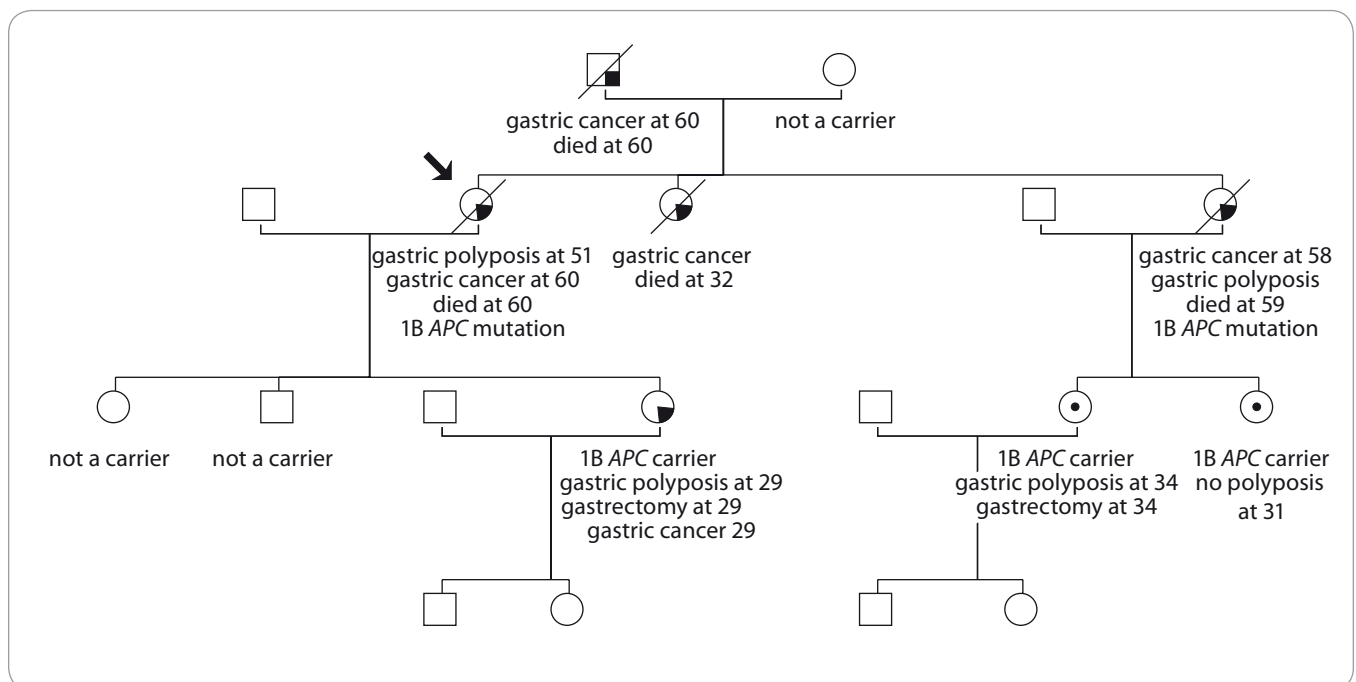 gastric cancer at 60
died at 60
not a carrier
gastric polyposis at 51
gastric cancer at 60
died at 60
1B APC mutation
gastric cancer
died at 32
gastric cancer at 58
gastric polyposis
died at 59
1B APC mutation
not a carrier
not a carrier
1B APC carrier
gastric polyposis at 29
gastrectomy at 29
gastric cancer 29
1B APC carrier
gastric polyposis at 34
gastrectomy at 34
1B APC carrier
no polyposis
at 31